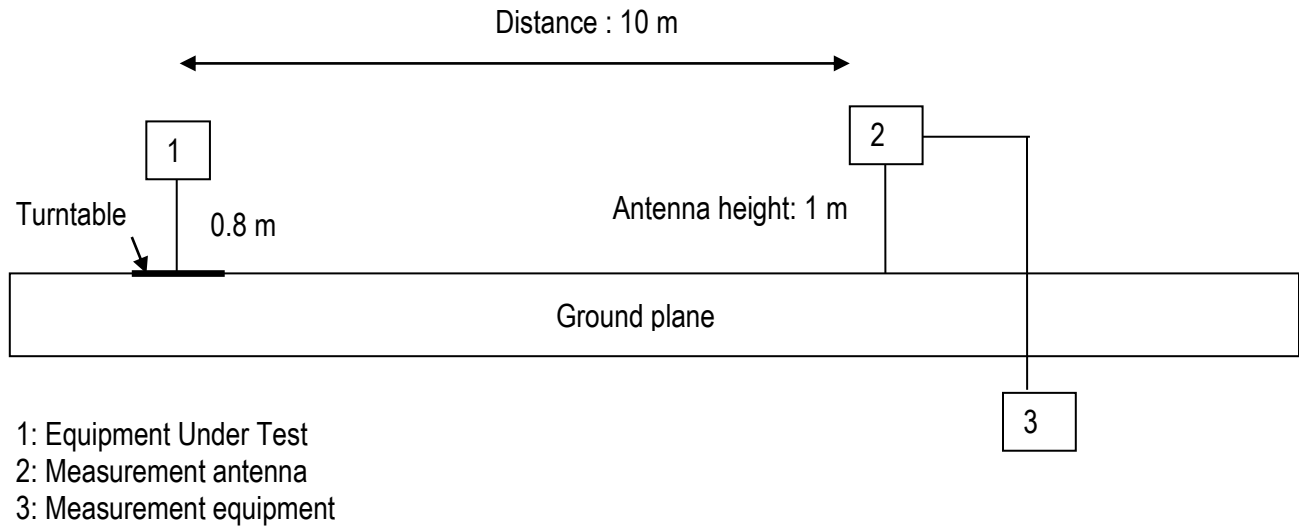 Distance : 10 m
1
2
Turntable
0.8 m
Antenna height: 1 m
Ground plane
3
1: Equipment Under Test
2: Measurement antenna
3: Measurement equipment